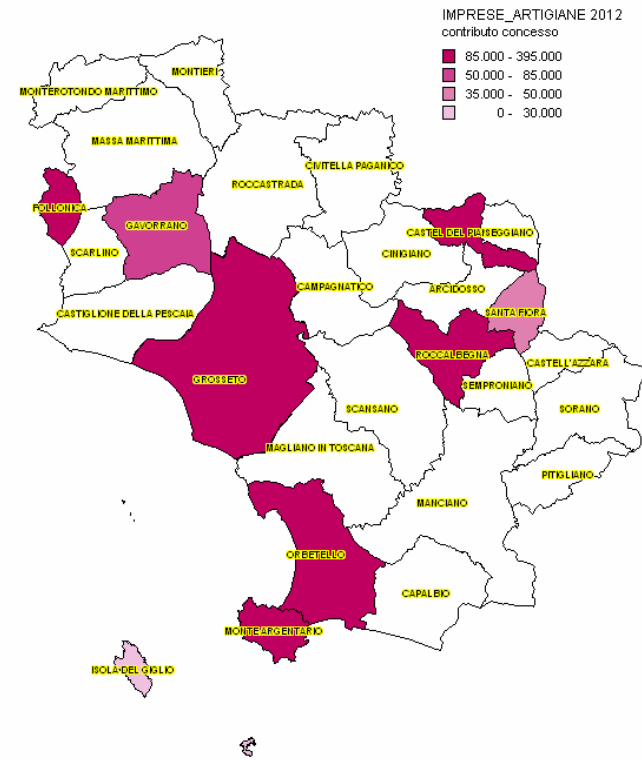 IMPRESE_ARTIGIANE 2012
contributo concesso
85.000 - 395.000
50.000 - 85.000
35.000 - 50.000
0 - 30.000
MONTIERI
MONTEROTONDO MARITTIMO
MASSA MARITTIMA
CIVITELLA PAGANICO
ROCCASTRADA
FOLLONICA
GAVORRANO
CASTEL DEL PIA
SEGGIANO
SCARLINO
CINIGIANO
CAMPAGNATICO
ARCIDOSSO
CASTIGLIONE DELLA PESCAIA
SANTA FIORA
ROCCALBEGNA
CASTELL'AZZARA
GROSSETO
SEMPRONIANO
SCANSANO
SORANO
MAGLIANO IN TOSCANA
PITIGLIANO
MANCIANO
ORBETELLO
CAPALBIO
MONTE ARGENTARIO
ISOLA DEL GIGLIO